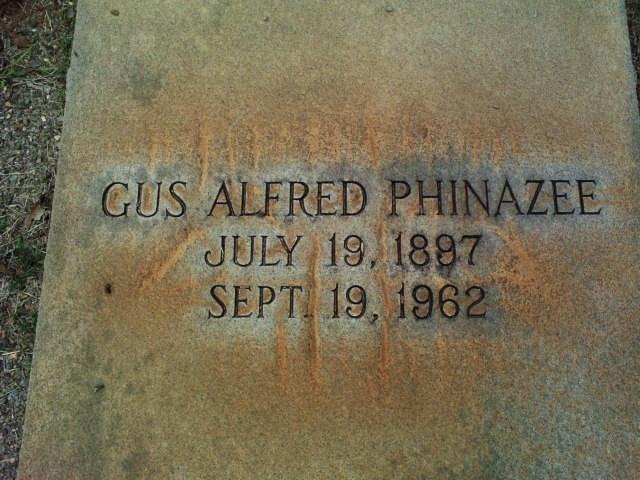 GUS ALFRED PHINAZEE
JULY 19, 1897
SEPT. 19, 1962